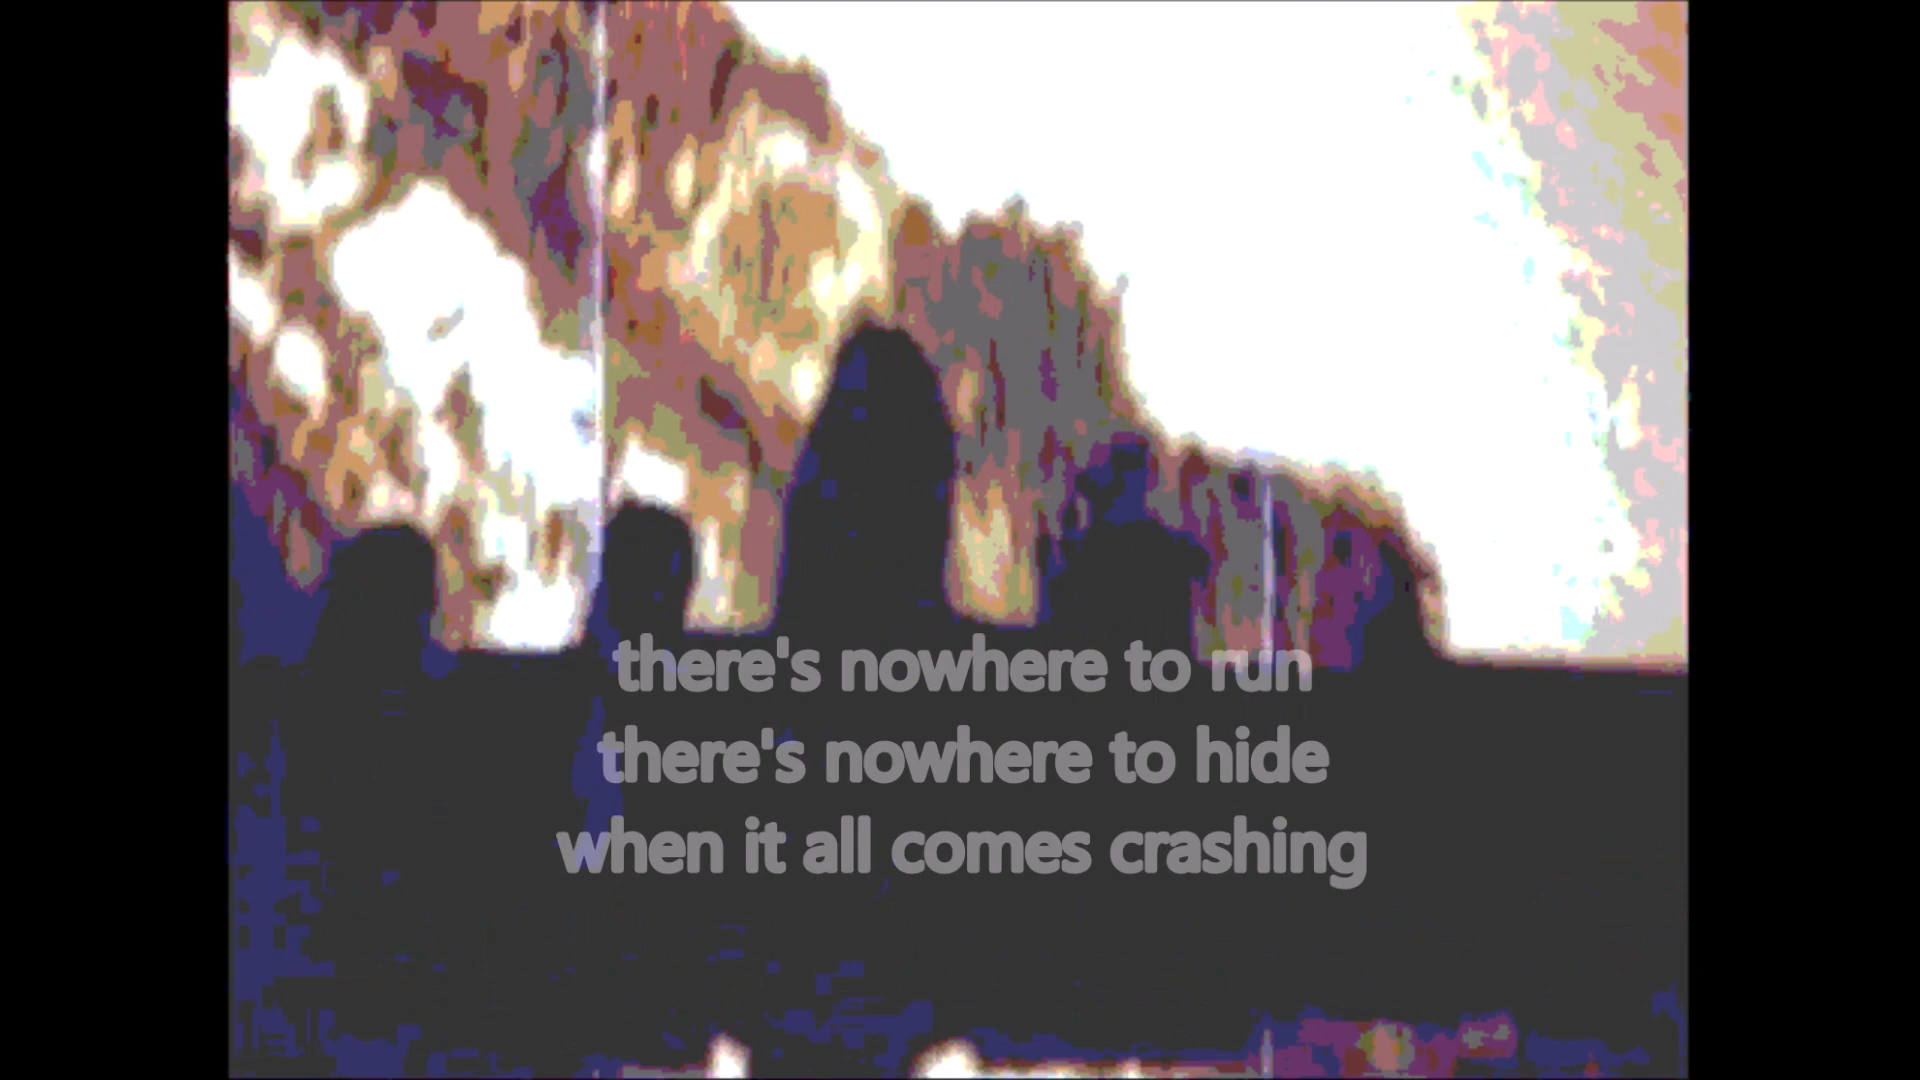 there's nowhere to run
there's nowhere to hide
when it all comes crashing